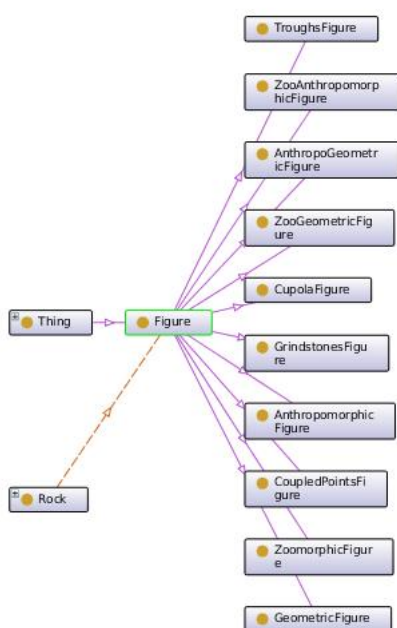 TroughsFigure
ZooAnthropomorp
hicFigure
AnthropoGeometr
icFigure
ZooGeometricFig
ure
CupolaFigure
Thing
Figure
GrindstonesFigu
re
Anthropomorphic
Figure
CoupledPointsFi
gure
Rock
ZoomorphicFigur
e
GeometricFigure